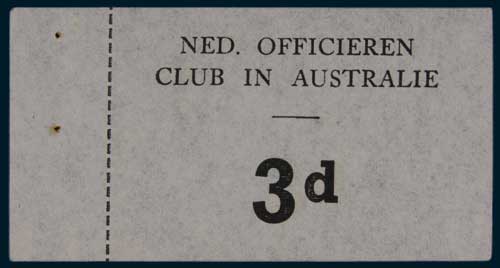 NED. OFFICIEREN
CLUB IN AUSTRALIE
3d